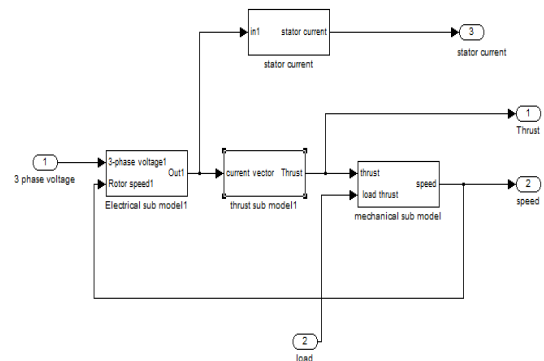 in1 stator current
stator current
3
stator current
1
Thrust
1
3 phase voltage
3-phase voltage1
Rotor speed1
Out1
Electrical sub model1
current vector Thrust
thrust sub model1
thrust
load thrust
speed
mechanical sub model
2
speed
2
load